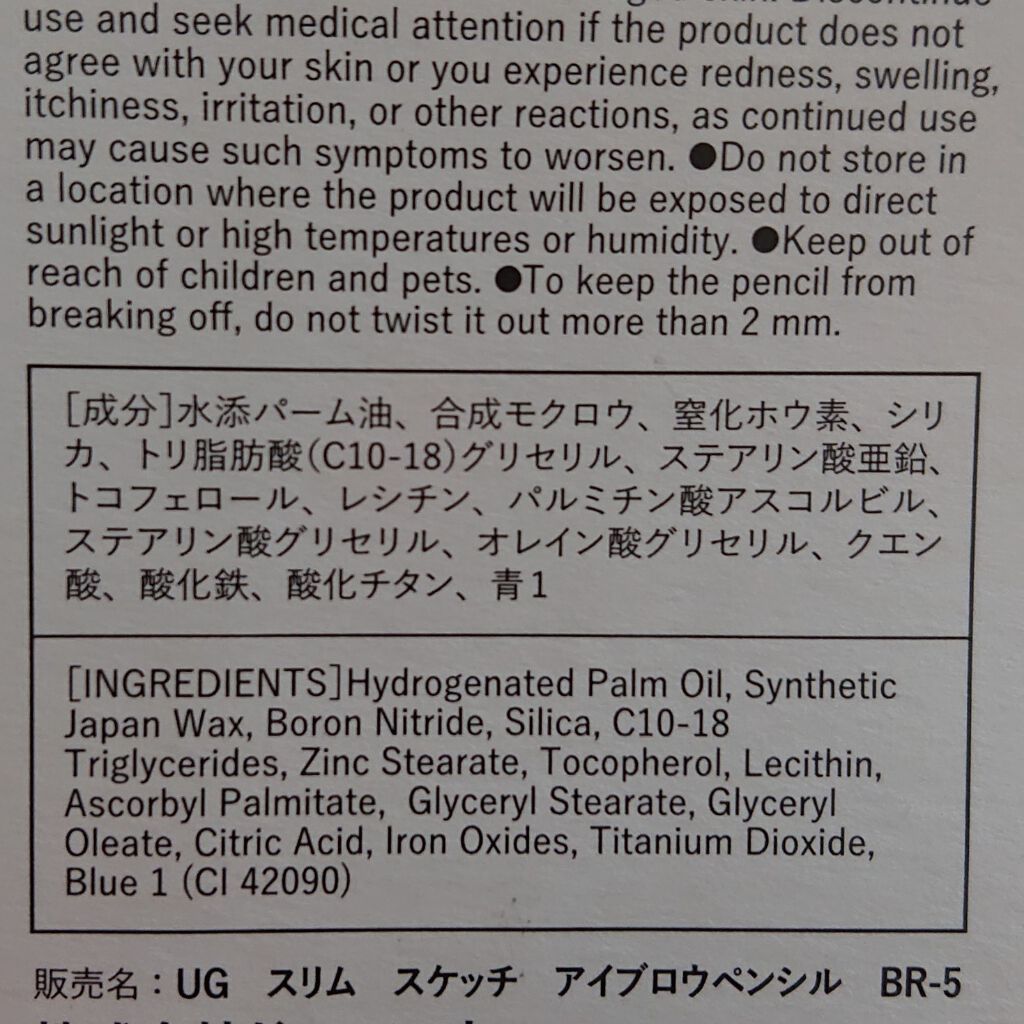 use and seek medical attention if the product does not
agree with your skin or you experience redness, swelling,
itchiness, irritation, or other reactions, as continued use
may cause such symptoms to worsen. ●Do not store in
a location where the product will be exposed to direct
sunlight or high temperatures or humidity. ●Keep out of
reach of children and pets. ●To keep the pencil from
breaking off, do not twist it out more than 2 mm.
[成分]水添パーム油、合成モクロウ、窒化ホウ素、シリ
カ、トリ脂肪酸(C10-18)グリセリル、ステアリン酸亜鉛、
トコフェロール、レシチン、パルミチン酸アスコルビル、
ステアリン酸グリセリル、オレイン酸グリセリル、クエン
酸、酸化鉄、酸化チタン、青1
[INGREDIENTS]Hydrogenated Palm Oil, Synthetic
Japan Wax, Boron Nitride, Silica, C10-18
Triglycerides, Zinc Stearate, Tocopherol, Lecithin,
Ascorbyl Palmitate, Glyceryl Stearate, Glyceryl
Oleate, Citric Acid, Iron Oxides, Titanium Dioxide,
Blue 1 (CI 42090)
販売名：UG スリム スケッチ アイブロウペンシル BR-5